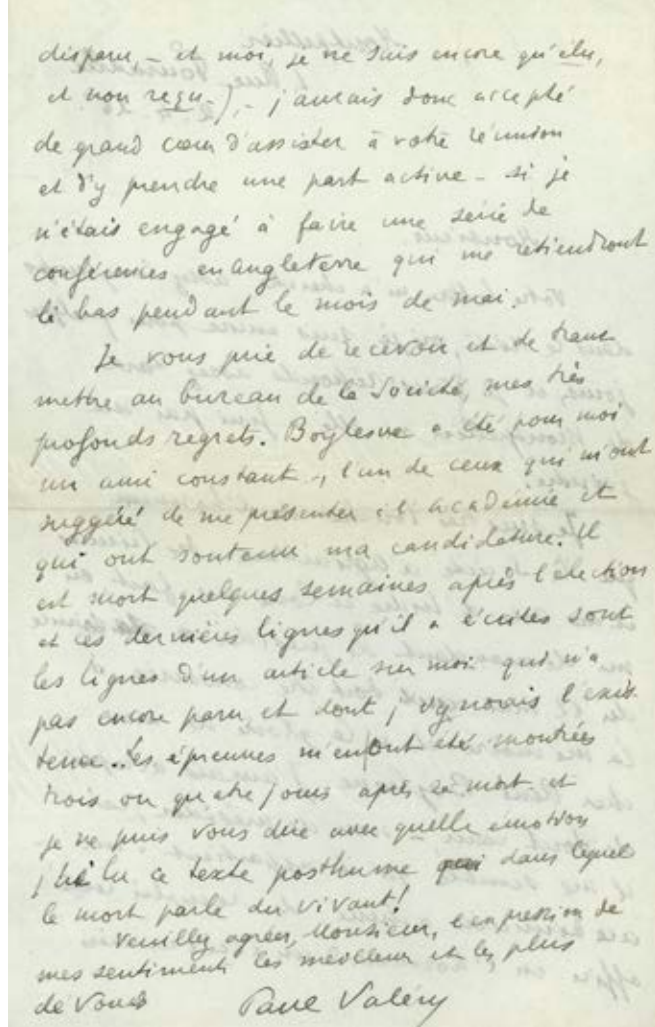 disparu, – et moi, je ne suis encore qu'élu,
et non reçu –), – j'aurais donc accepté
de grand cœur d'assister à votre réunion
et d'y prendre une part active – si je
n'étais engagé à faire une série de
conférences en angleterre qui me retiendront
là bas pendant le mois de mai.
Je vous prie de recevoir, et de trans
mettre au bureau de la Société, mes très
profonds regrets. Boylesve a été pour moi
un ami constant –, l'un de ceux qui m'ont
suggéré de me présenter à l'académie et
qui ont soutenu ma candidature. Il
est mort quelques semaines après l'élection
et les dernières lignes qu'il a écrites sont
les lignes d'un article sur moi qui n'a
pas encore paru, et dont j'ignorais l'exis
tence.. Les épreuves m'en ont été montrées
trois ou quatre jours après sa mort et
je ne puis vous dire avec quelle émotion
j'ai lu ce texte posthume dans lequel
le mort parle du vivant!
Veuillez agréer, Monsieur, l'expression de
mes sentiments les meilleurs et les plus
dévoués Paul Valéry